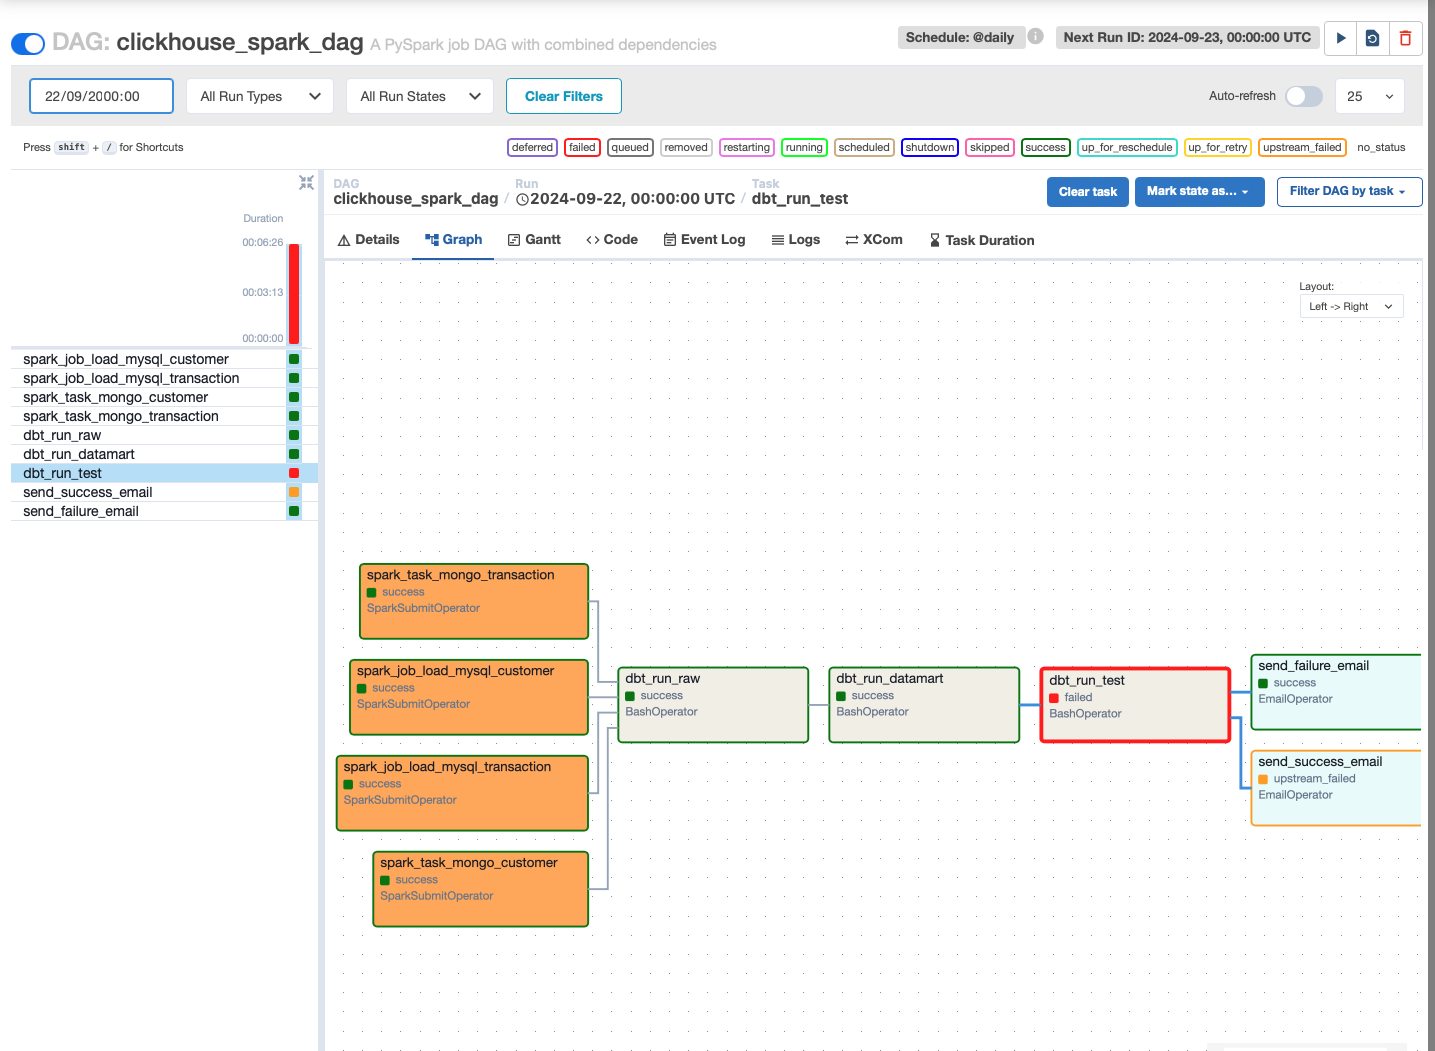 DAG: clickhouse_spark_dag A PySpark job DAG with combined dependencies
Schedule: @daily
Next Run ID: 2024-09-23, 00:00:00 UTC
22/09/2000:00
All Run Types
All Run States
Clear Filters
Auto-refresh
25
Press shift + / for Shortcuts
deferred failed queued removed restarting running scheduled shutdown skipped success up_for_reschedule up_for_retry upstream_failed no_status
DAG
clickhouse_spark_dag
/
Run
2024-09-22, 00:00:00 UTC
/
Task
dbt_run_test
Clear task
Mark state as...
Filter DAG by task
Details
Graph
Gantt
Code
Event Log
Logs
XCom
Task Duration
Duration
00:06:26
00:03:13
00:00:00
spark_job_load_mysql_customer
spark_job_load_mysql_transaction
spark_task_mongo_customer
spark_task_mongo_transaction
dbt_run_raw
dbt_run_datamart
dbt_run_test
send_success_email
send_failure_email
Layout:
Left -> Right
spark_task_mongo_transaction
success
SparkSubmitOperator
spark_job_load_mysql_customer
success
SparkSubmitOperator
spark_job_load_mysql_transaction
success
SparkSubmitOperator
spark_task_mongo_customer
success
SparkSubmitOperator
dbt_run_raw
success
BashOperator
dbt_run_datamart
success
BashOperator
dbt_run_test
failed
BashOperator
send_failure_email
success
EmailOperator
send_success_email
upstream_failed
EmailOperator